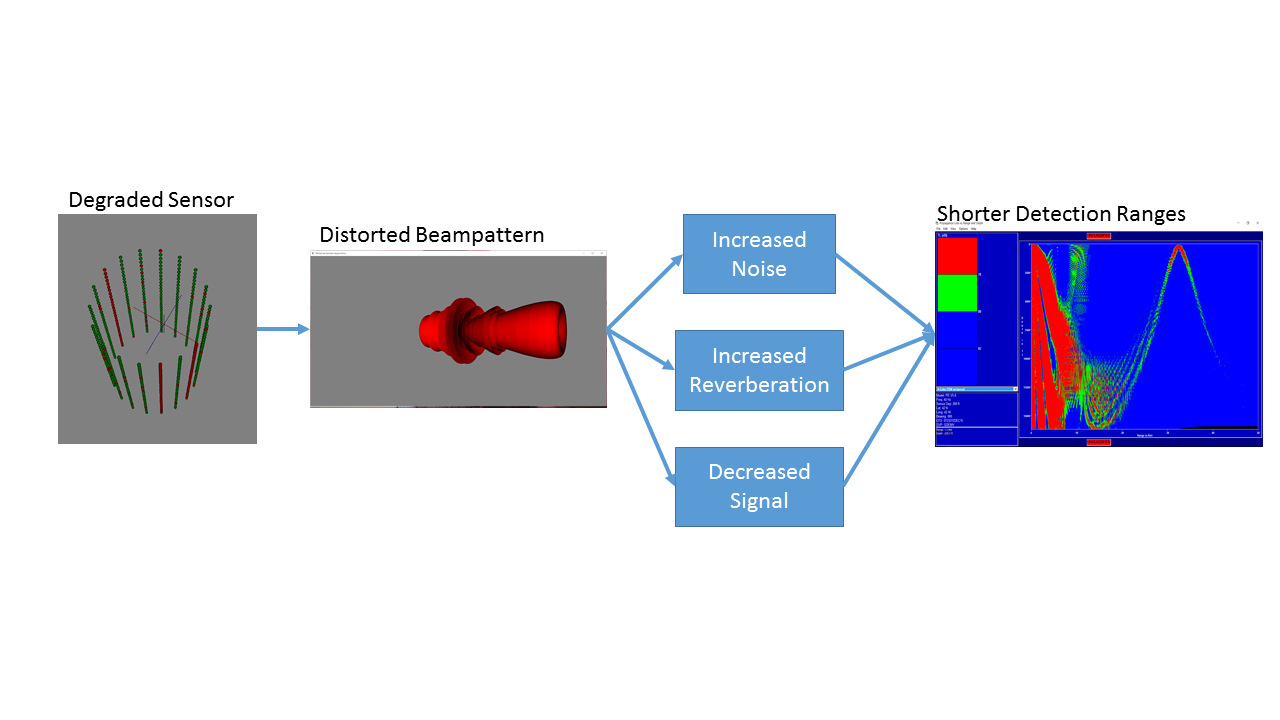 Degraded Sensor
Distorted Beampattern
Increased
Noise
Increased
Reverberation
Decreased
Signal
Shorter Detection Ranges